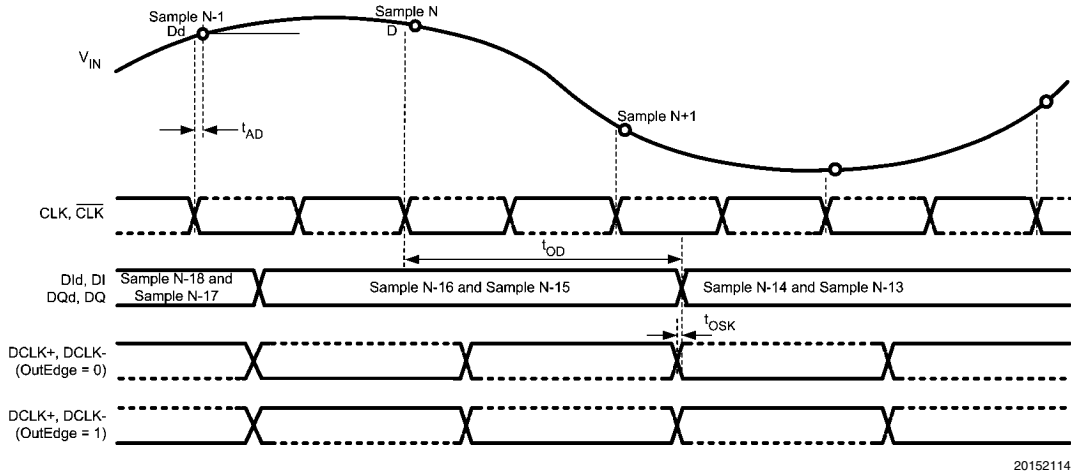 Sample N-1
Dd
Sample N
D
V_IN
t_AD
Sample N+1
CLK, C̅L̅K̅
t_OD
DId, DI
DQd, DQ
Sample N-18 and
Sample N-17
Sample N-16 and Sample N-15
Sample N-14 and Sample N-13
t_OSK
DCLK+, DCLK-
(OutEdge = 0)
DCLK+, DCLK-
(OutEdge = 1)
20152114